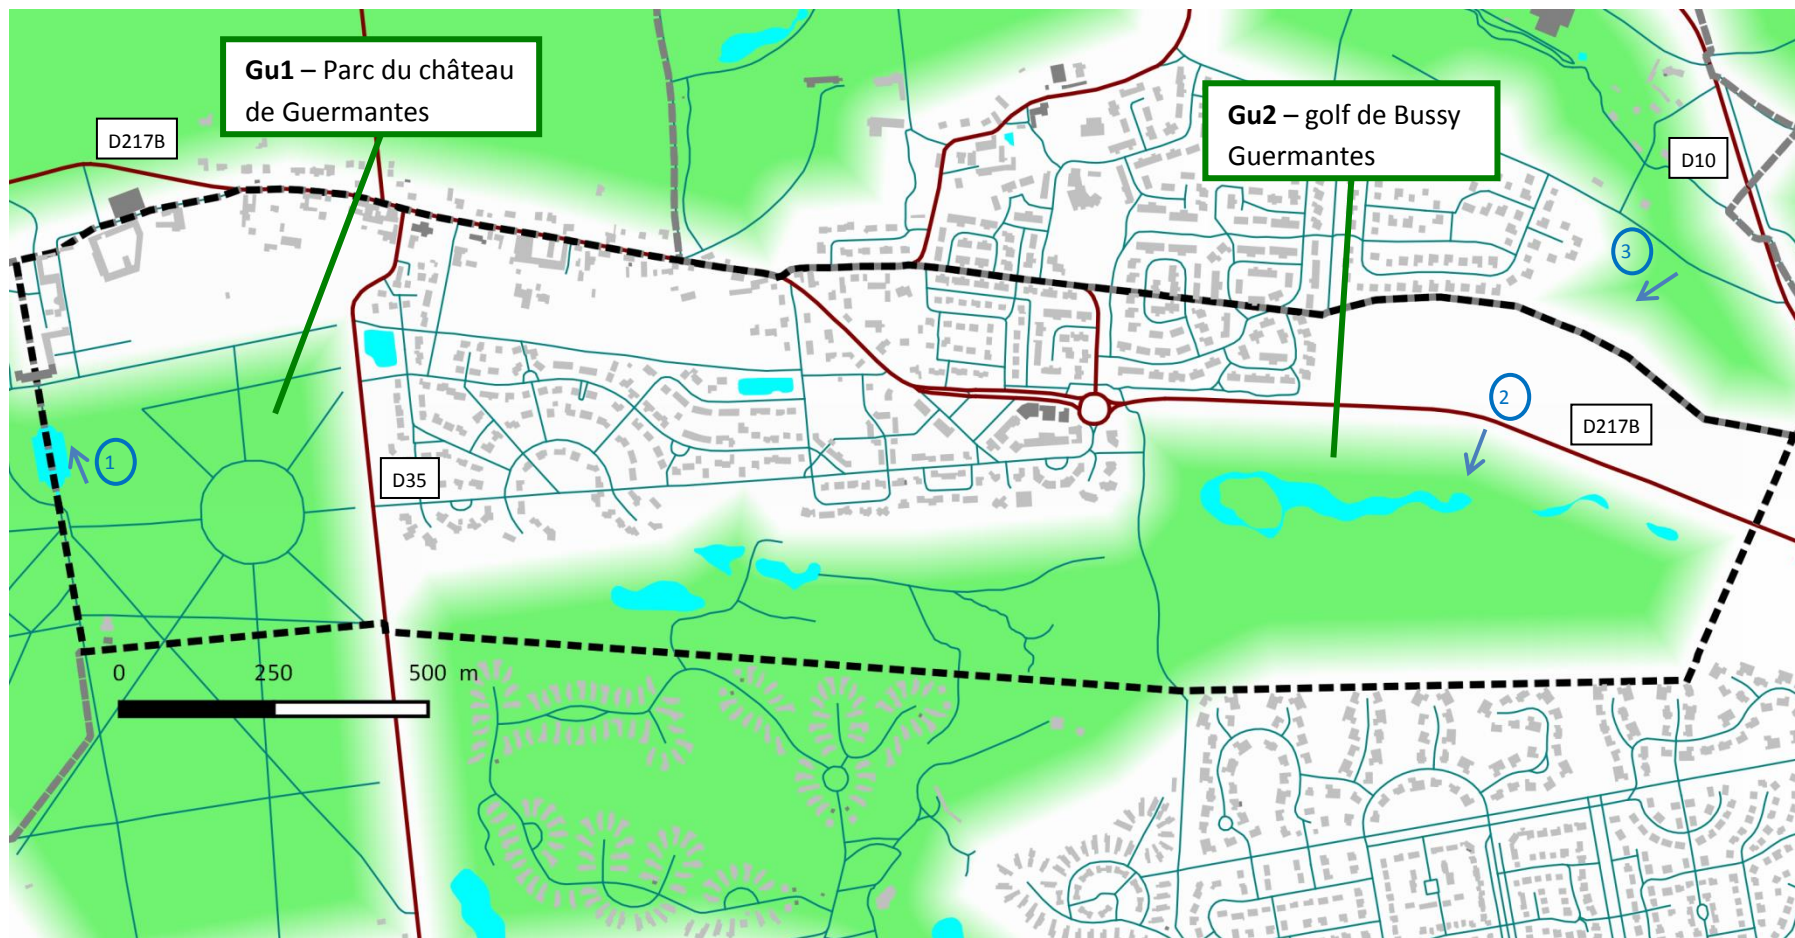 Gu1 – Parc du château
de Guermantes
D217B
Gu2 – golf de Bussy
Guermantes
D10
3
2
D217B
1
D35
0 250 500 m